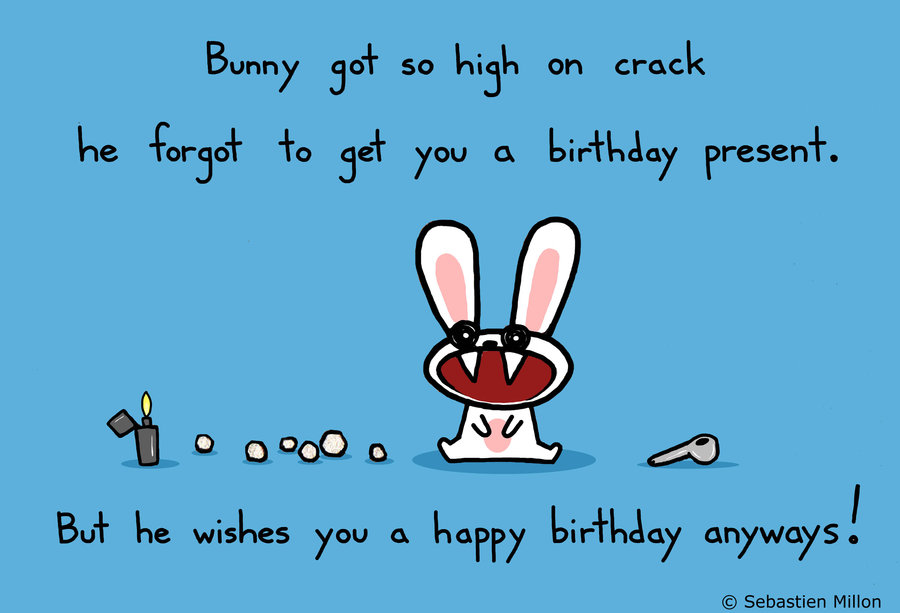 Bunny got so high on crack
he forgot to get you a birthday present.
But he wishes you a happy birthday anyways!
© Sebastien Millon